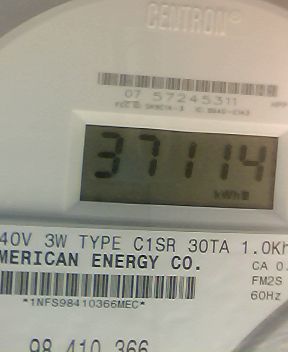 CENTRON®
07 57245311
37114
kWh
40V 3W TYPE C1SR 30TA 1.0Kh
MERICAN ENERGY CO.
CA 0.
FM2S
*1NFS98410366MEC*
60Hz
98 410 366